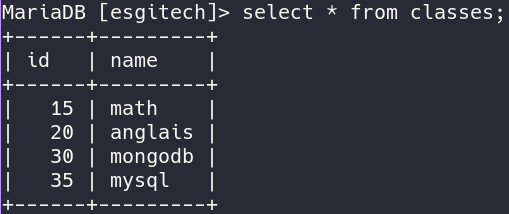 MariaDB [esgitech]> select * from classes;
+------+---------+
| id   | name    |
+------+---------+
|   15 | math    |
|   20 | anglais |
|   30 | mongodb |
|   35 | mysql   |
+------+---------+